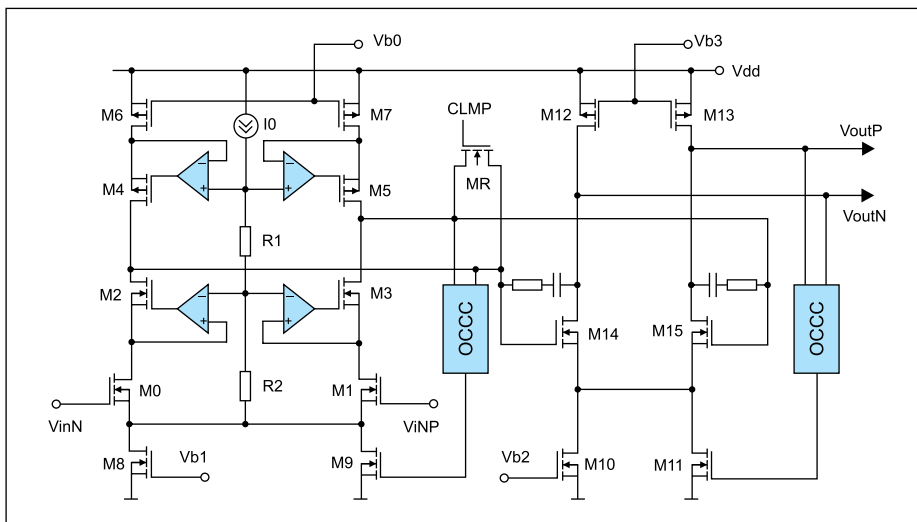 Vb0
Vb3
Vdd
M6
I0
M7
CLMP
M12
M13
VoutP
M4
M5
MR
VoutN
R1
M2
M3
OCCC
M14
M15
OCCC
M0
R2
M1
VinN
ViNP
M8
Vb1
M9
Vb2
M10
M11